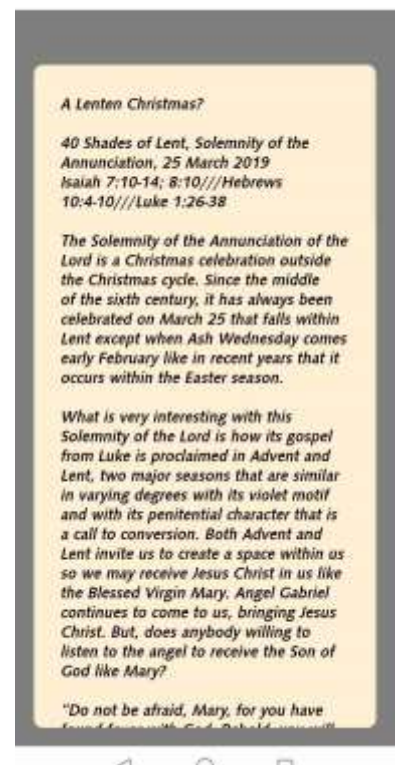 A Lenten Christmas?
40 Shades of Lent, Solemnity of the
Annunciation, 25 March 2019
Isaiah 7:10-14; 8:10///Hebrews
10:4-10///Luke 1:26-38
The Solemnity of the Annunciation of the
Lord is a Christmas celebration outside
the Christmas cycle. Since the middle
of the sixth century, it has always been
celebrated on March 25 that falls within
Lent except when Ash Wednesday comes
early February like in recent years that it
occurs within the Easter season.
What is very interesting with this
Solemnity of the Lord is how its gospel
from Luke is proclaimed in Advent and
Lent, two major seasons that are similar
in varying degrees with its violet motif
and with its penitential character that is
a call to conversion. Both Advent and
Lent invite us to create a space within us
so we may receive Jesus Christ in us like
the Blessed Virgin Mary. Angel Gabriel
continues to come to us, bringing Jesus
Christ. But, does anybody willing to
listen to the angel to receive the Son of
God like Mary?
"Do not be afraid, Mary, for you have